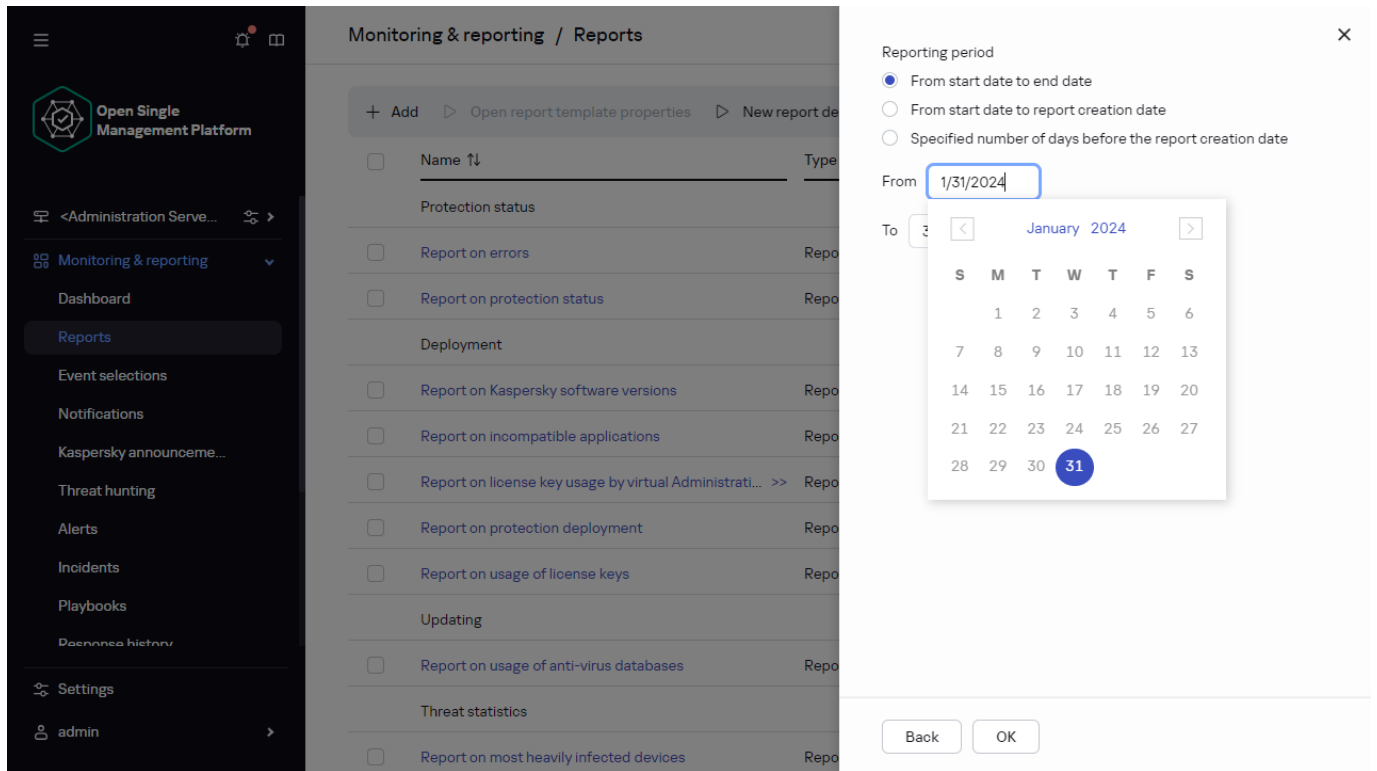 Open Single
Management Platform
<Administration Serve...
Monitoring & reporting
Dashboard
Reports
Event selections
Notifications
Kaspersky announceme...
Threat hunting
Alerts
Incidents
Playbooks
Response history
Settings
admin
Monitoring & reporting / Reports
Add Open report template properties New report de
Name Type
Protection status
Report on errors Repo
Report on protection status Repo
Deployment
Report on Kaspersky software versions Repo
Report on incompatible applications Repo
Report on license key usage by virtual Administrati... >> Repo
Report on protection deployment Repo
Report on usage of license keys Repo
Updating
Report on usage of anti-virus databases Repo
Threat statistics
Report on most heavily infected devices Repo
Reporting period
From start date to end date
From start date to report creation date
Specified number of days before the report creation date
From 1/31/2024
To
January 2024
S M T W T F S
1 2 3 4 5 6
7 8 9 10 11 12 13
14 15 16 17 18 19 20
21 22 23 24 25 26 27
28 29 30 31
Back OK